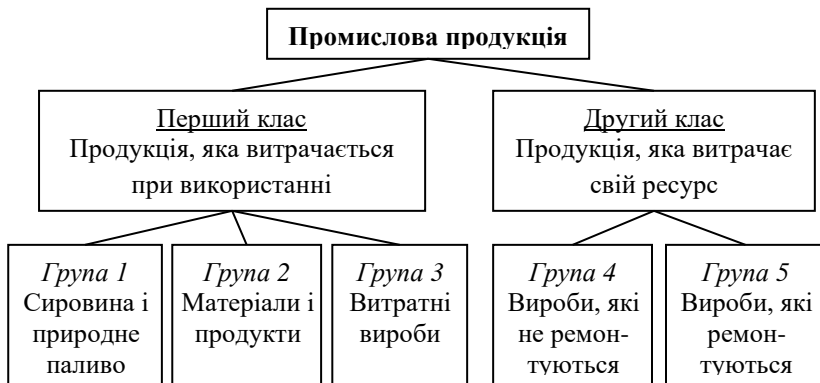 Промислова продукція
Перший клас
Продукція, яка витрачається
при використанні
Другий клас
Продукція, яка витрачає
свій ресурс
Група 1
Сировина і
природне
паливо
Група 2
Матеріали і
продукти
Група 3
Витратні
вироби
Група 4
Вироби, які
не ремон-
туються
Група 5
Вироби, які
ремон-
туються